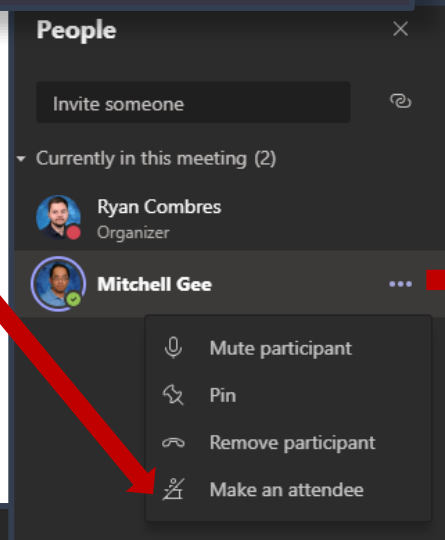 People
Invite someone
Currently in this meeting (2)
Ryan Combres
Organizer
Mitchell Gee
Mute participant
Pin
Remove participant
Make an attendee